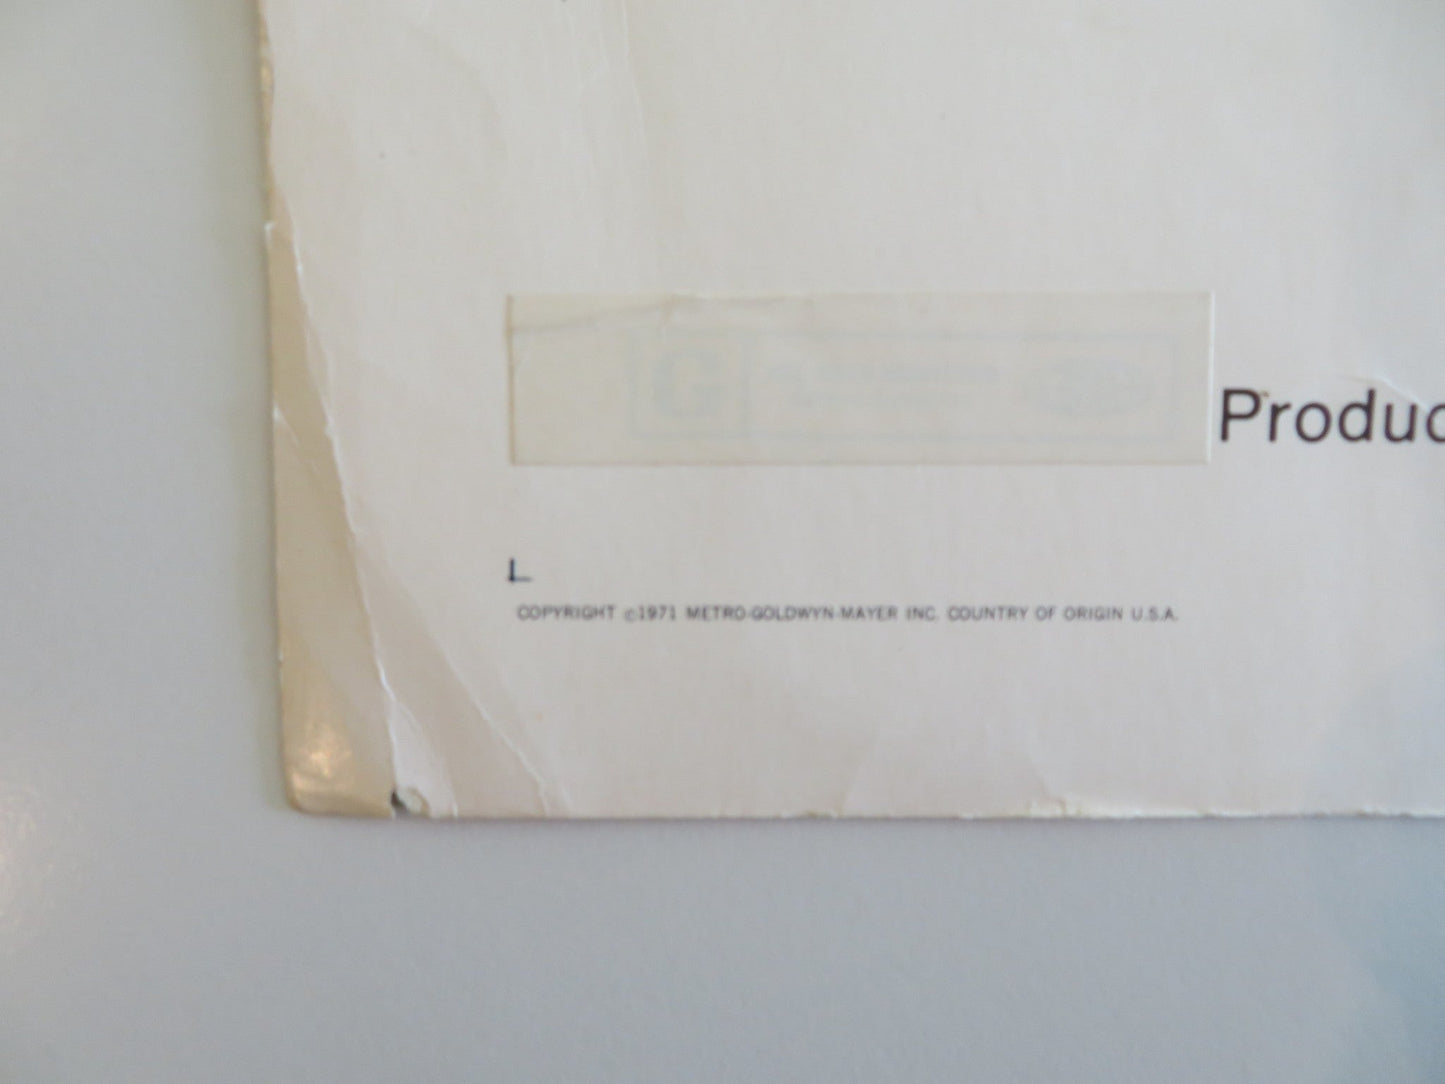 G
Produc
L
COPYRIGHT ©1971 METRO-GOLDWYN-MAYER INC. COUNTRY OF ORIGIN U.S.A.